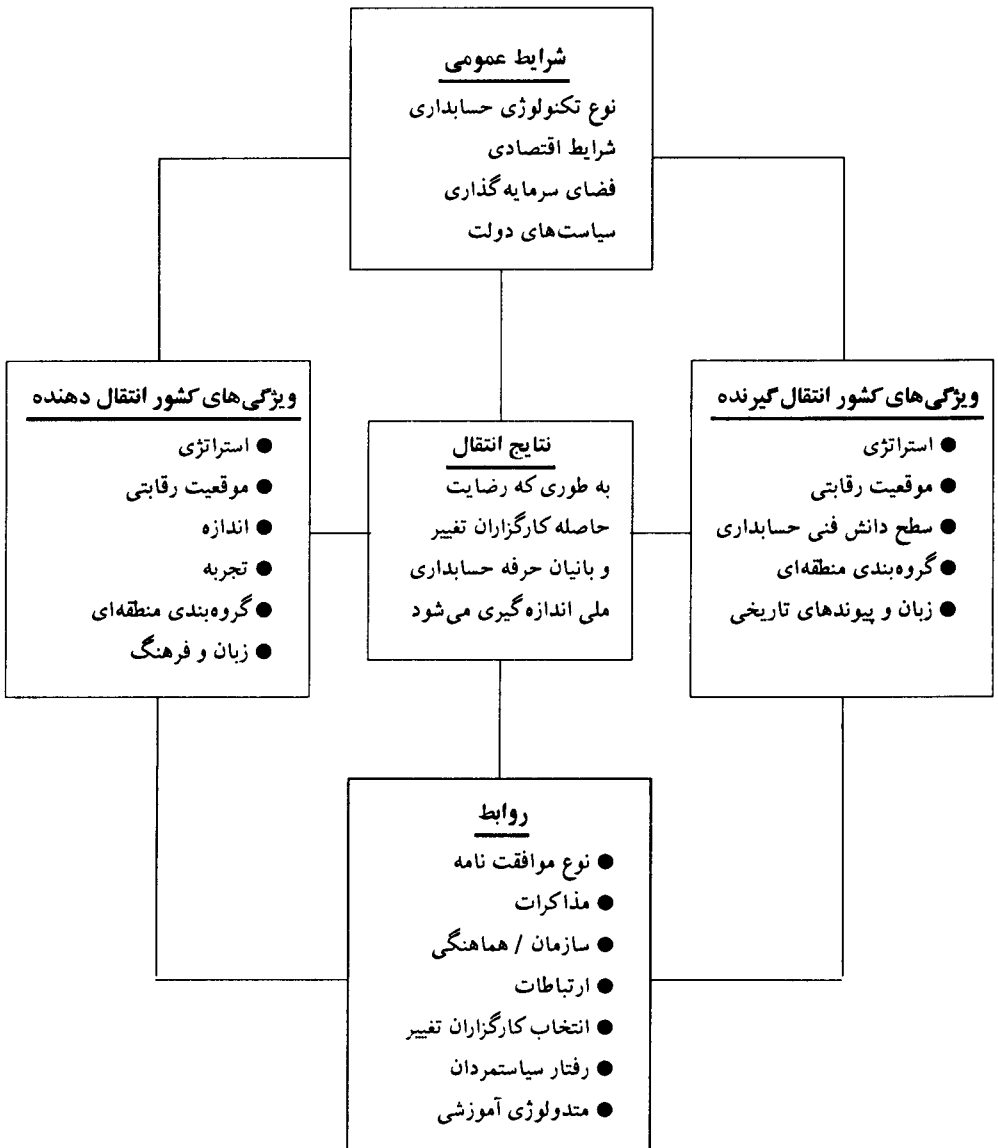 شرایط عمومی
نوع تکنولوژی حسابداری
شرایط اقتصادی
فضای سرمایه‌گذاری
سیاست‌های دولت
ویژگی‌های کشور انتقال گیرنده
● استراتژی
● موقعیت رقابتی
● سطح دانش فنی حسابداری
● گروه‌بندی منطقه‌ای
● زبان و پیوندهای تاریخی
نتایج انتقال
به طوری که رضایت
حاصله کارگزاران تغییر
و بانیان حرفه حسابداری
ملی اندازه‌گیری می‌شود
ویژگی‌های کشور انتقال دهنده
● استراتژی
● موقعیت رقابتی
● اندازه
● تجربه
● گروه‌بندی منطقه‌ای
● زبان و فرهنگ
روابط
● نوع موافقت نامه
● مذاکرات
● سازمان / هماهنگی
● ارتباطات
● انتخاب کارگزاران تغییر
● رفتار سیاستمردان
● متدولوژی آموزشی